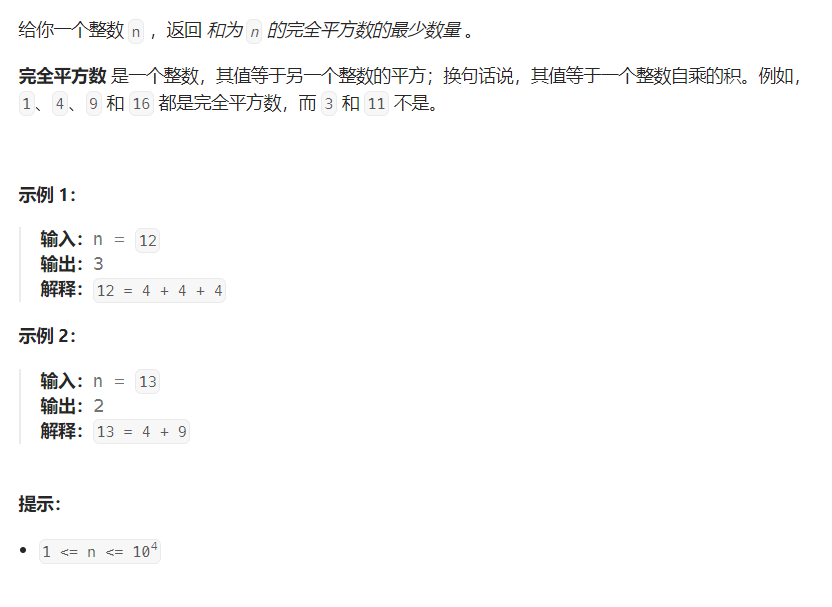 给你一个整数 n ，返回 和为 n 的完全平方数的最少数量 。
完全平方数 是一个整数，其值等于另一个整数的平方；换句话说，其值等于一个整数自乘的积。例如，
1、4、9 和 16 都是完全平方数，而 3 和 11 不是。
示例 1：
输入：n = 12
输出：3
解释：12 = 4 + 4 + 4
示例 2：
输入：n = 13
输出：2
解释：13 = 4 + 9
提示：
• 1 <= n <= 10⁴